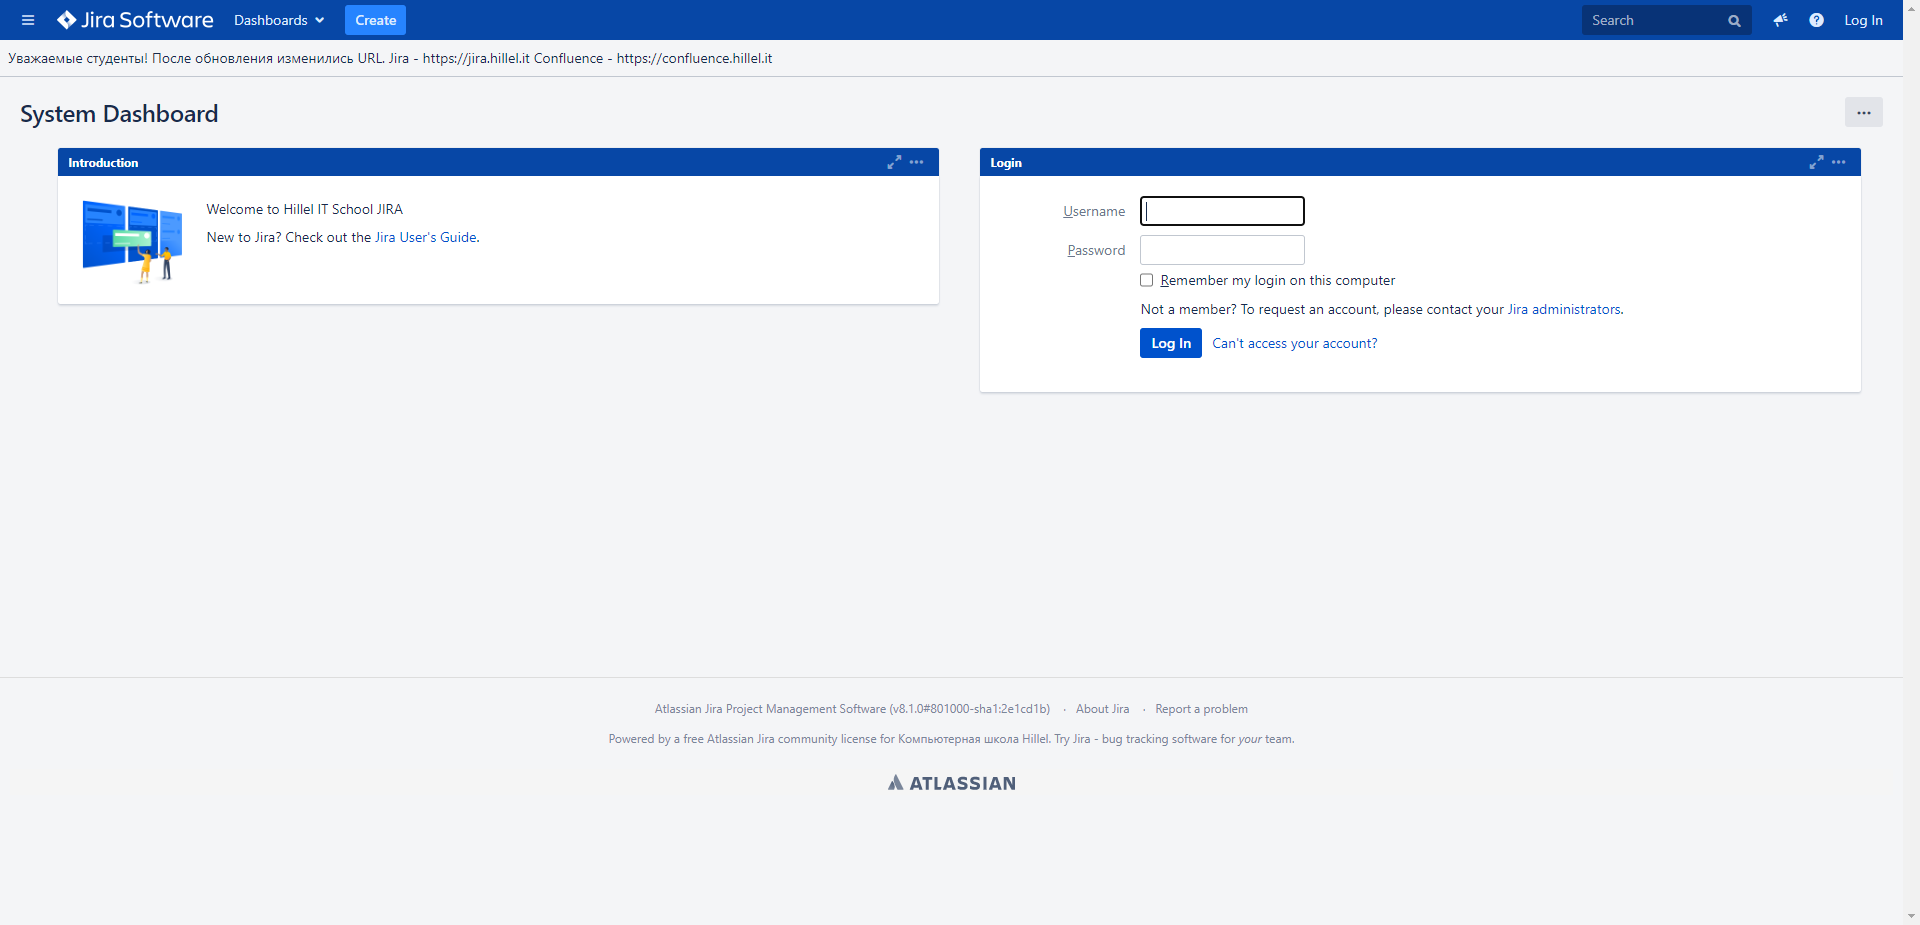 Jira Software Dashboards Create Search Log In
Уважаемые студенты! После обновления изменились URL. Jira - https://jira.hillel.it Confluence - https://confluence.hillel.it
System Dashboard
Introduction
Welcome to Hillel IT School JIRA
New to Jira? Check out the Jira User's Guide.
Login
Username
Password
Remember my login on this computer
Not a member? To request an account, please contact your Jira administrators.
Log In Can't access your account?
Atlassian Jira Project Management Software (v8.1.0#801000-sha1:2e1cd1b) · About Jira · Report a problem
Powered by a free Atlassian Jira community license for Компьютерная школа Hillel. Try Jira - bug tracking software for your team.
ATLASSIAN